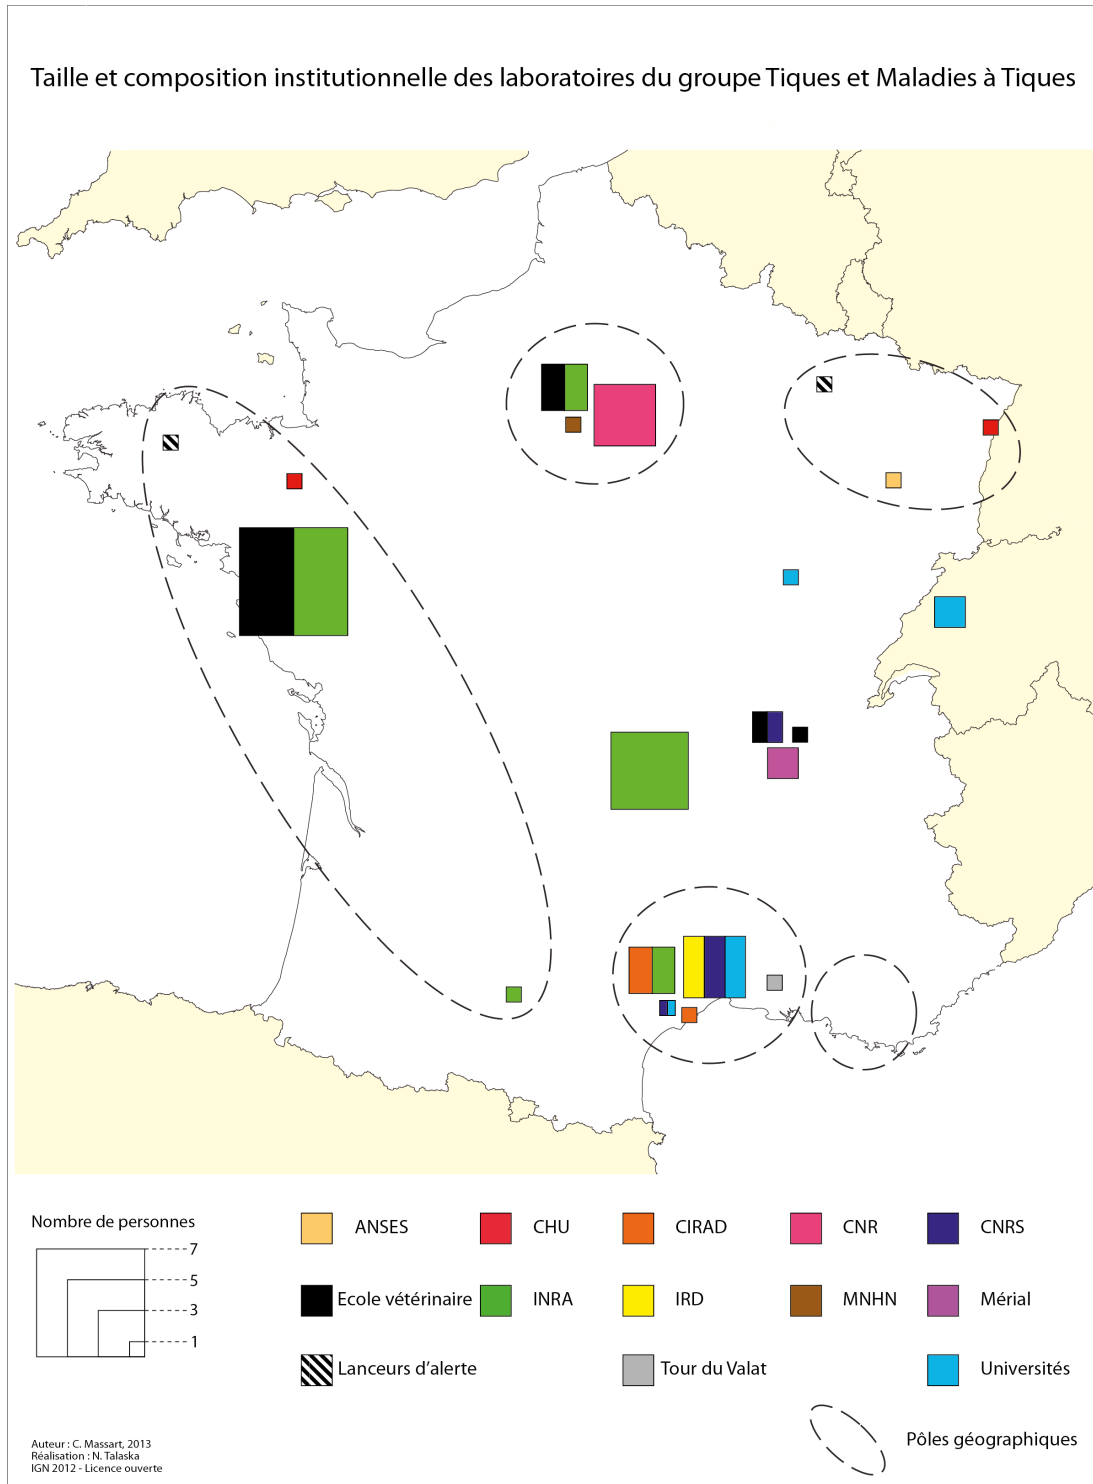 Taille et composition institutionnelle des laboratoires du groupe Tiques et Maladies à Tiques
Nombre de personnes
7
5
3
1
ANSES
CHU
CIRAD
CNR
CNRS
Ecole vétérinaire
INRA
IRD
MNHN
Mérial
Lanceurs d'alerte
Tour du Valat
Universités
Pôles géographiques
Auteur : C. Massart, 2013
Réalisation : N. Talaska
IGN 2012 - Licence ouverte